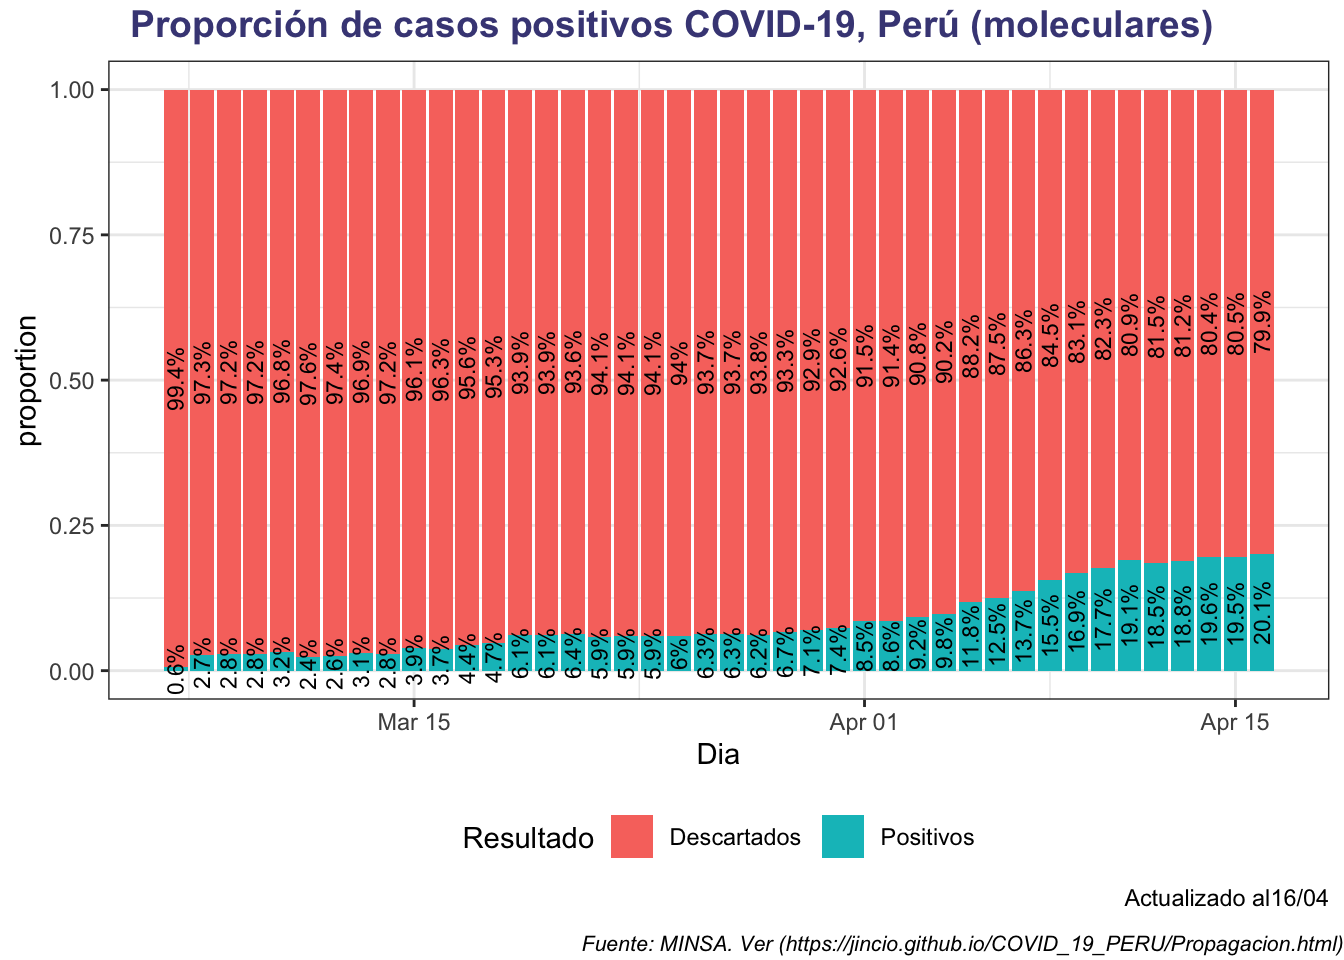 Proporción de casos positivos COVID-19, Perú (moleculares)
proportion
1.00
0.75
0.50
0.25
0.00
99.4% 97.3% 97.2% 97.2% 96.8% 97.6% 97.4% 96.9% 97.2% 96.1% 96.3% 95.6% 95.3% 93.9% 93.9% 93.6% 94.1% 94.1% 94.1% 94% 93.7% 93.7% 93.8% 93.3% 92.9% 92.6% 91.5% 91.4% 90.8% 90.2% 88.2% 87.5% 86.3% 84.5% 83.1% 82.3% 80.9% 81.5% 81.2% 80.4% 80.5% 79.9%
0.6% 2.7% 2.8% 2.8% 3.2% 2.4% 2.6% 3.1% 2.8% 3.9% 3.7% 4.4% 4.7% 6.1% 6.1% 6.4% 5.9% 5.9% 5.9% 6% 6.3% 6.3% 6.2% 6.7% 7.1% 7.4% 8.5% 8.6% 9.2% 9.8% 11.8% 12.5% 13.7% 15.5% 16.9% 17.7% 19.1% 18.5% 18.8% 19.6% 19.5% 20.1%
Mar 15 Apr 01 Apr 15
Dia
Resultado Descartados Positivos
Actualizado al16/04
Fuente: MINSA. Ver (https://jincio.github.io/COVID_19_PERU/Propagacion.html)